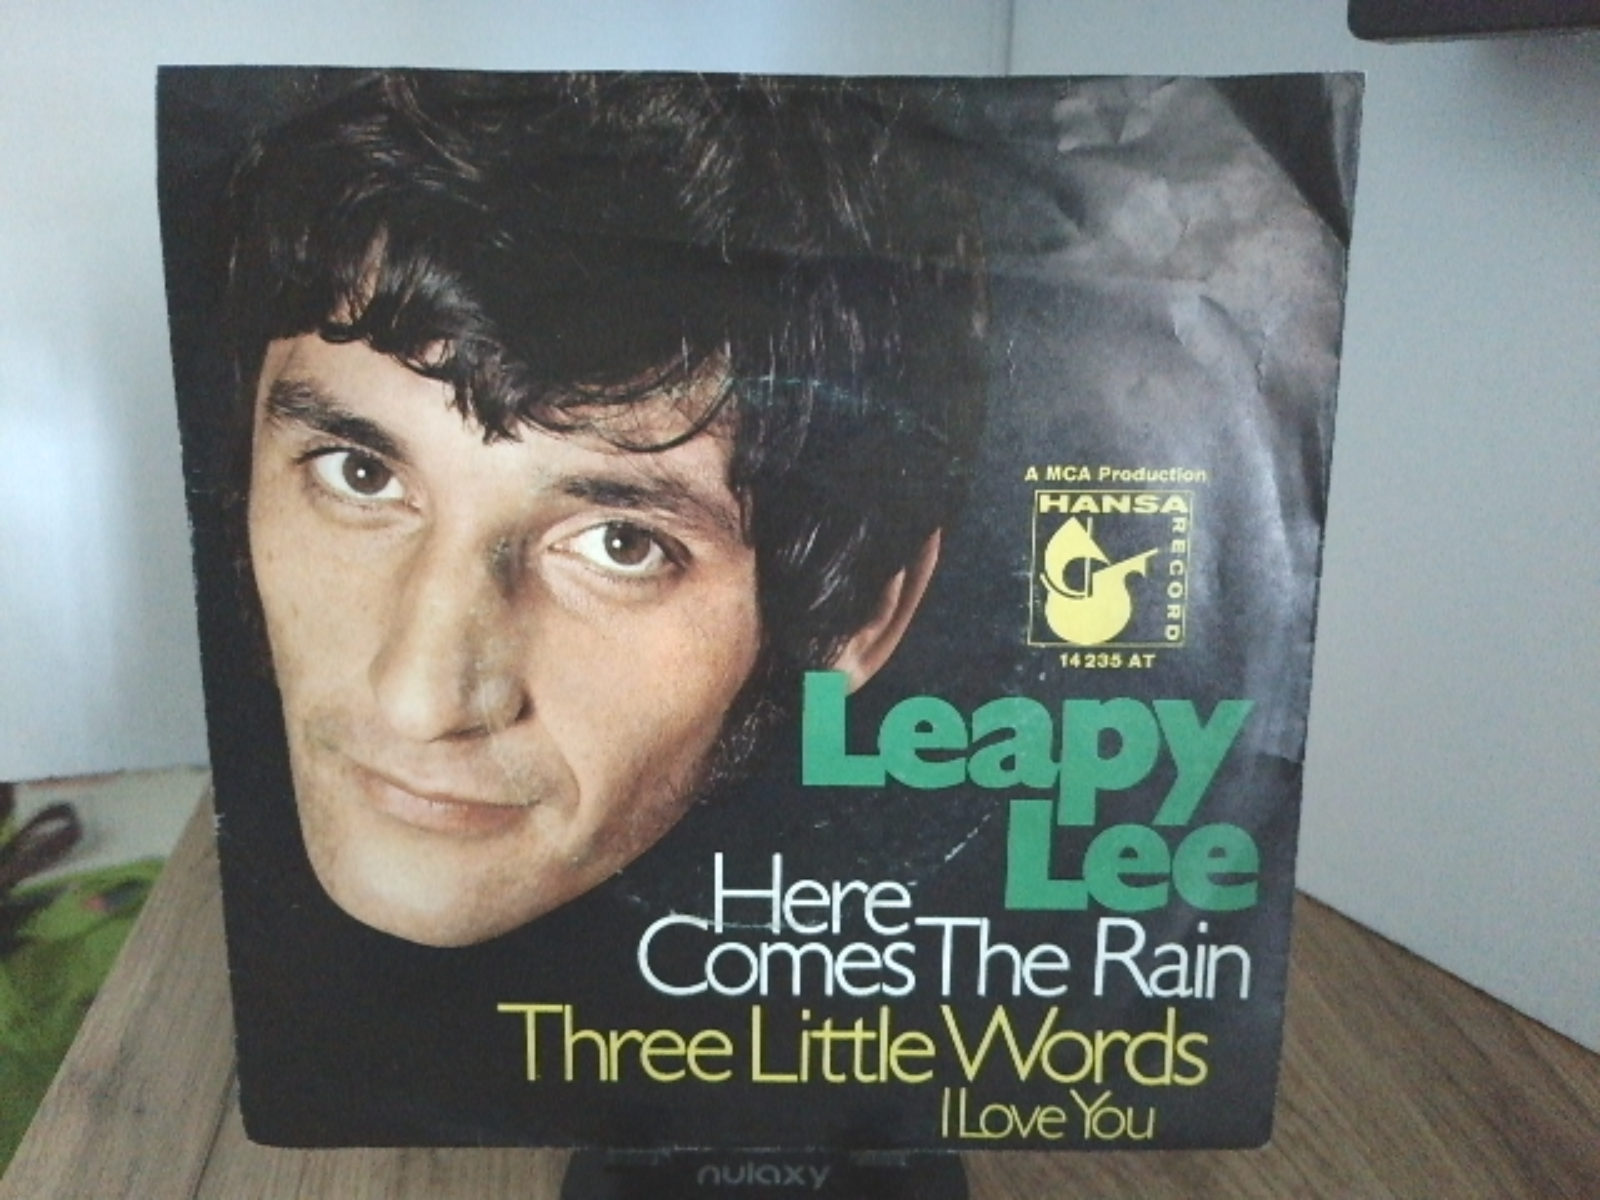 A MCA Production
HANSA
RECORD
14 235 AT
Leapy
Lee
Here
Comes The Rain
Three Little Words
I Love You
nulaxy